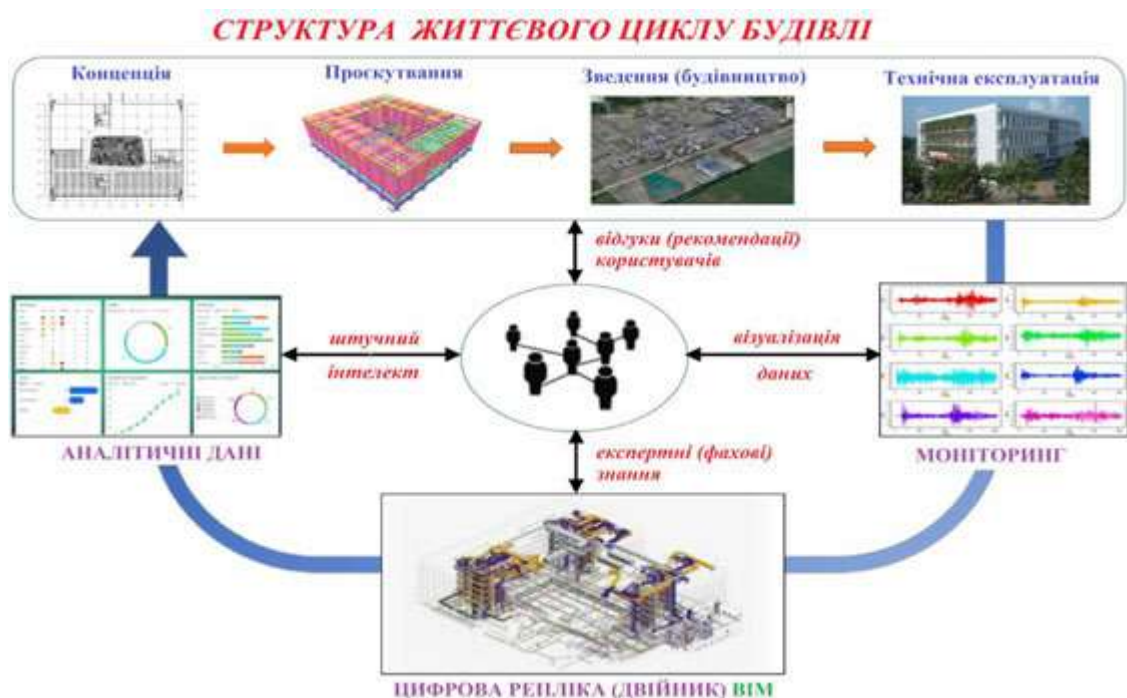 СТРУКТУРА ЖИТТЄВОГО ЦИКЛУ БУДІВЛІ
Концепція
Проєкутвання
Зведення (будівництво)
Технічна експлуатація
відгуки (рекомендації)
користувачів
штучний
інтелект
візуалізація
даних
АНАЛІТИЧНІ ДАНІ
експертні (фахові)
знання
МОНІТОРИНГ
ЦИФРОВА РЕПЛІКА (ДВІЙНИК) BIM